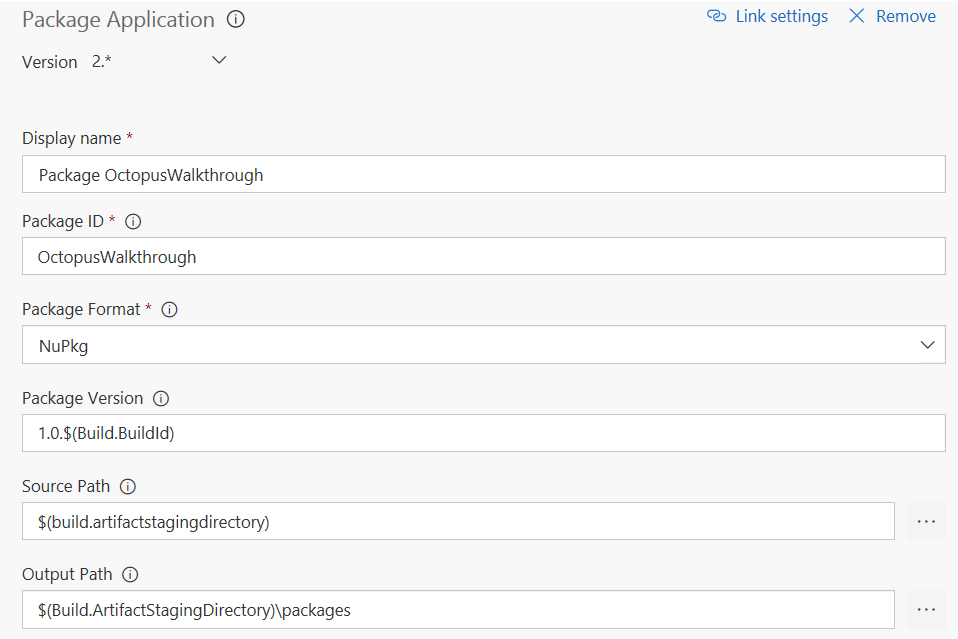 Package Application
Link settings
Remove
Version 2.*
Display name *
Package OctopusWalkthrough
Package ID *
OctopusWalkthrough
Package Format *
NuPkg
Package Version
1.0.$(Build.BuildId)
Source Path
$(build.artifactstagingdirectory)
...
Output Path
$(Build.ArtifactStagingDirectory)\packages
...